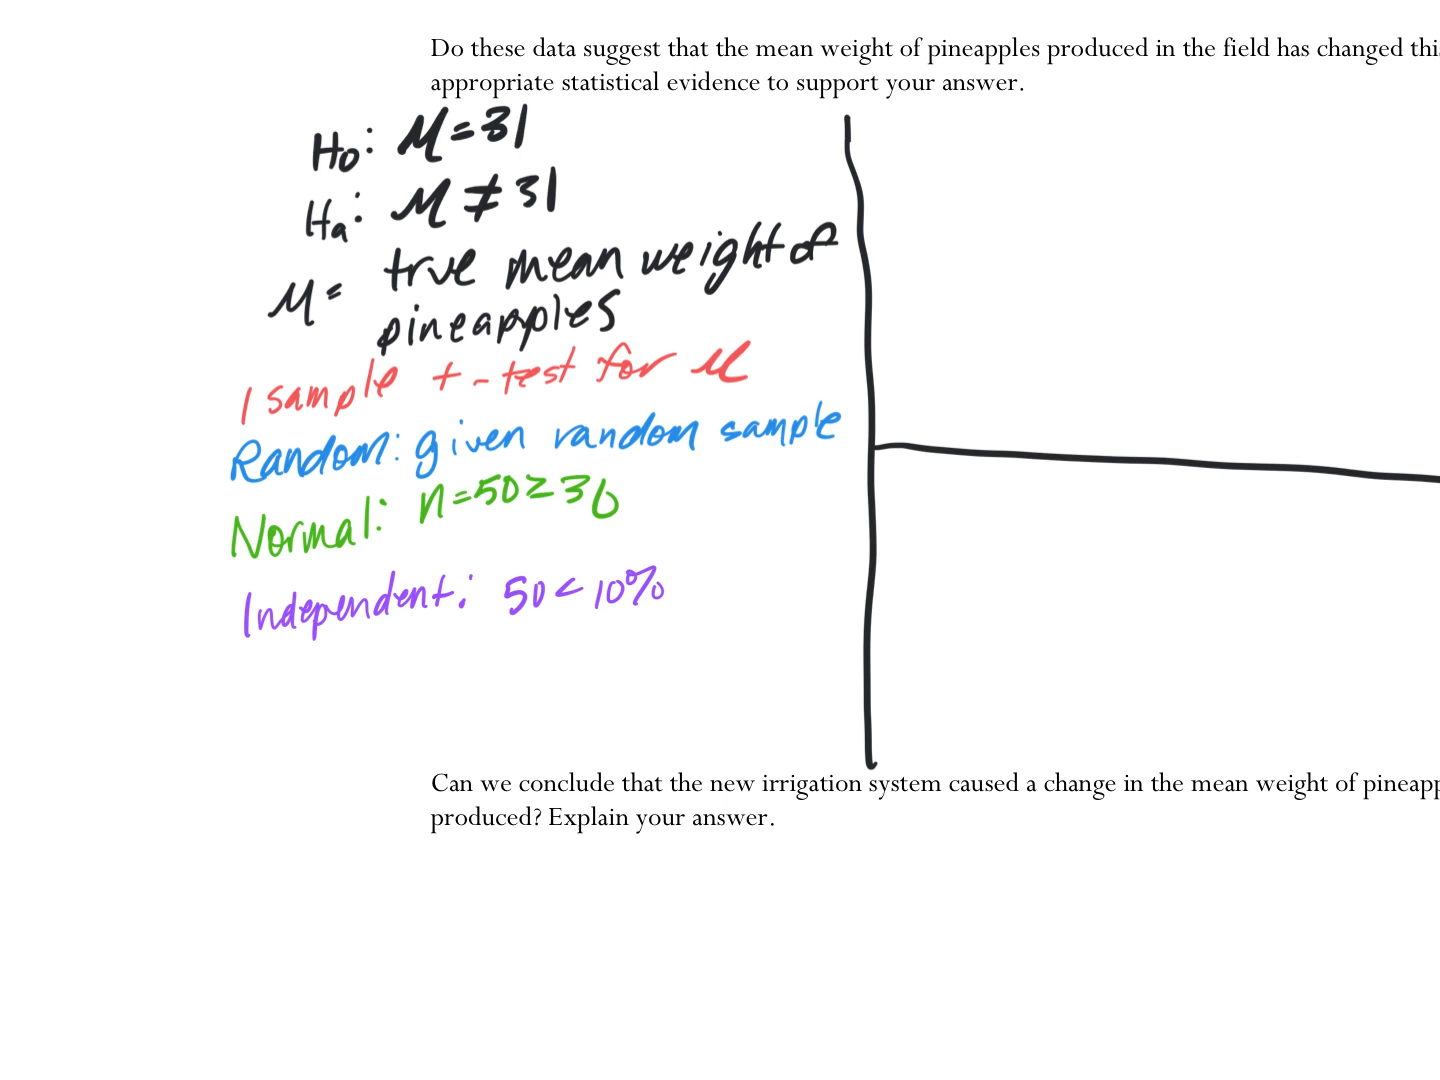 Do these data suggest that the mean weight of pineapples produced in the field has changed this
appropriate statistical evidence to support your answer.
H₀: μ = 31
Hₐ: μ ≠ 31
μ = true mean weight of
pineapples
1 sample t-test for μ
Random: given random sample
Normal: n = 50 ≥ 30
Independent: 50 < 10%
Can we conclude that the new irrigation system caused a change in the mean weight of pineapp
produced? Explain your answer.